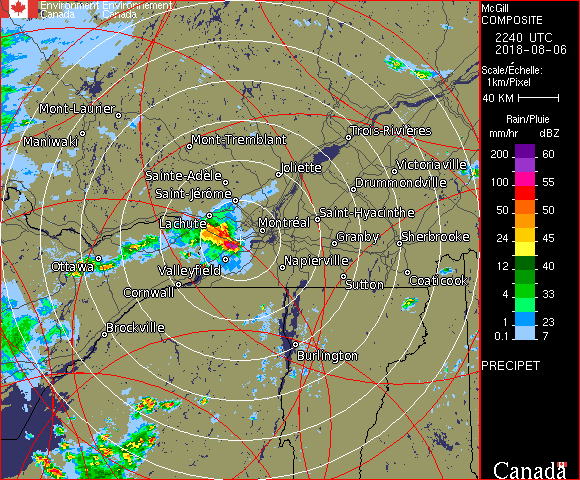 Environment Environnement
Canada Canada
McGill
COMPOSITE
2240 UTC
2018-08-06
Scale/Échelle:
1km/Pixel
40 KM
Rain/Pluie
mm/hr dBZ
200 60
100 55
50 50
24 45
12 40
4 33
1 23
0.1 7
PRECIPET
Canada
Mont-Laurier
Maniwaki
Mont-Tremblant
Trois-Rivières
Sainte-Adèle
Joliette
Victoriaville
Saint-Jérôme
Drummondville
Lachute
Montréal
Saint-Hyacinthe
Granby
Sherbrooke
Ottawa
Valleyfield
Napierville
Cornwall
Sutton
Coaticook
Brockville
Burlington